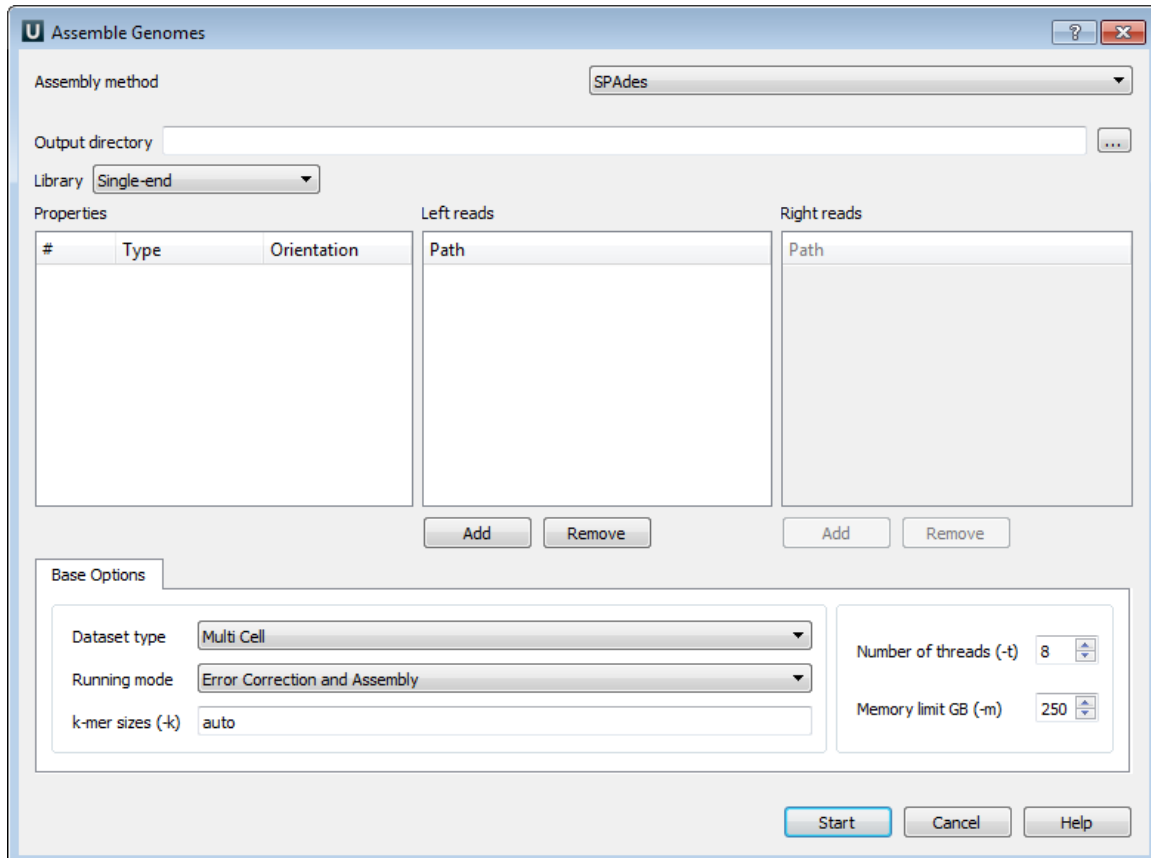 U Assemble Genomes
Assembly method SPAdes
Output directory ...
Library Single-end
Properties Left reads Right reads
# Type Orientation Path Path
Add Remove Add Remove
Base Options
Dataset type Multi Cell
Number of threads (-t) 8
Running mode Error Correction and Assembly
Memory limit GB (-m) 250
k-mer sizes (-k) auto
Start Cancel Help